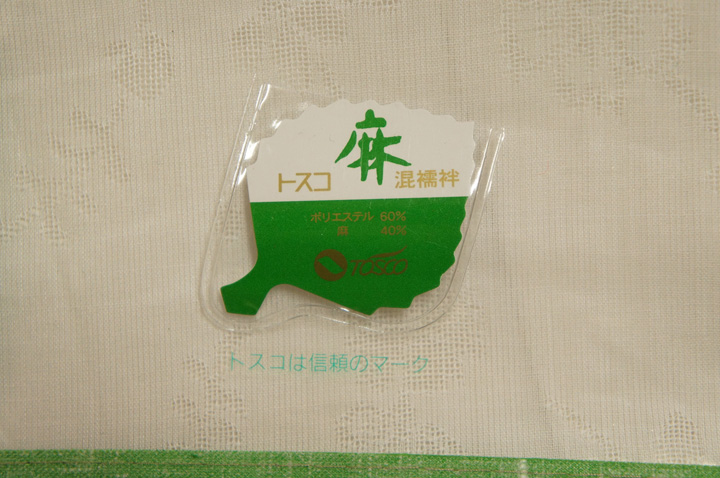 麻
トスコ 混襦袢
ポリエステル 60%
麻 40%
TOSCO
トスコは信頼のマーク